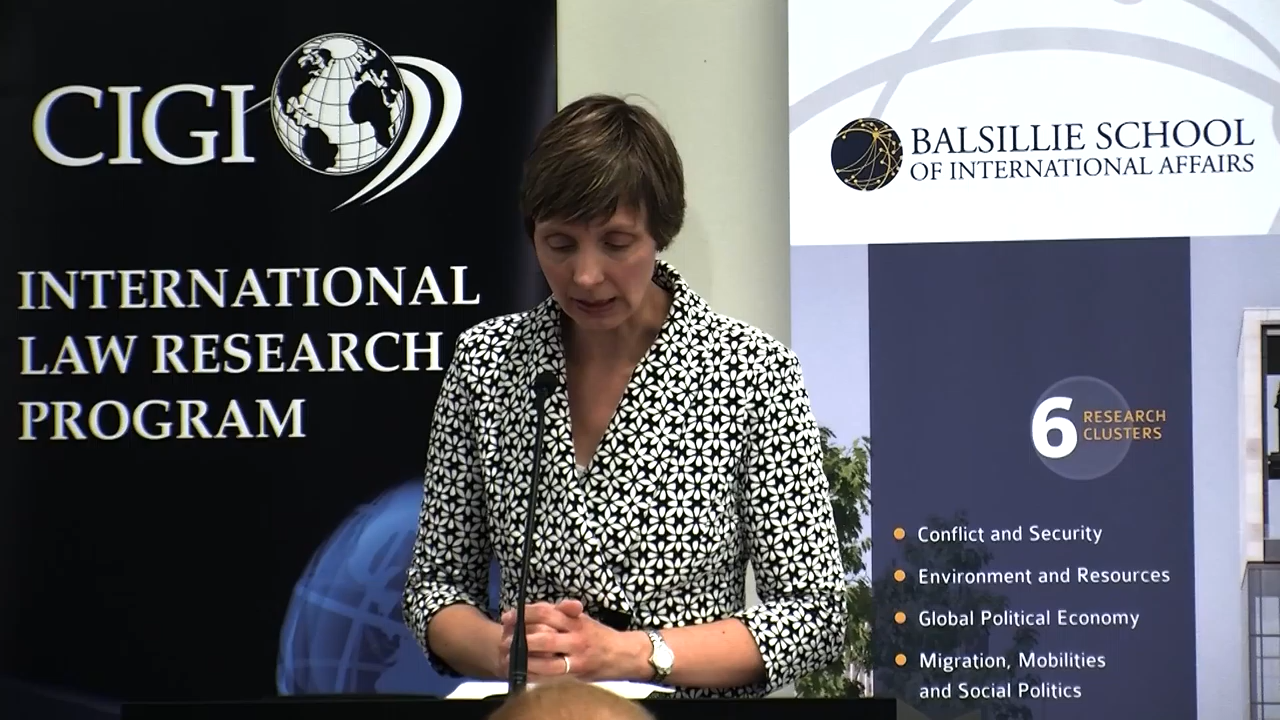 CIGI
INTERNATIONAL
LAW RESEARCH
PROGRAM
BALSILLIE SCHOOL
OF INTERNATIONAL AFFAIRS
6 RESEARCH
CLUSTERS
Conflict and Security
Environment and Resources
Global Political Economy
Migration, Mobilities
and Social Politics